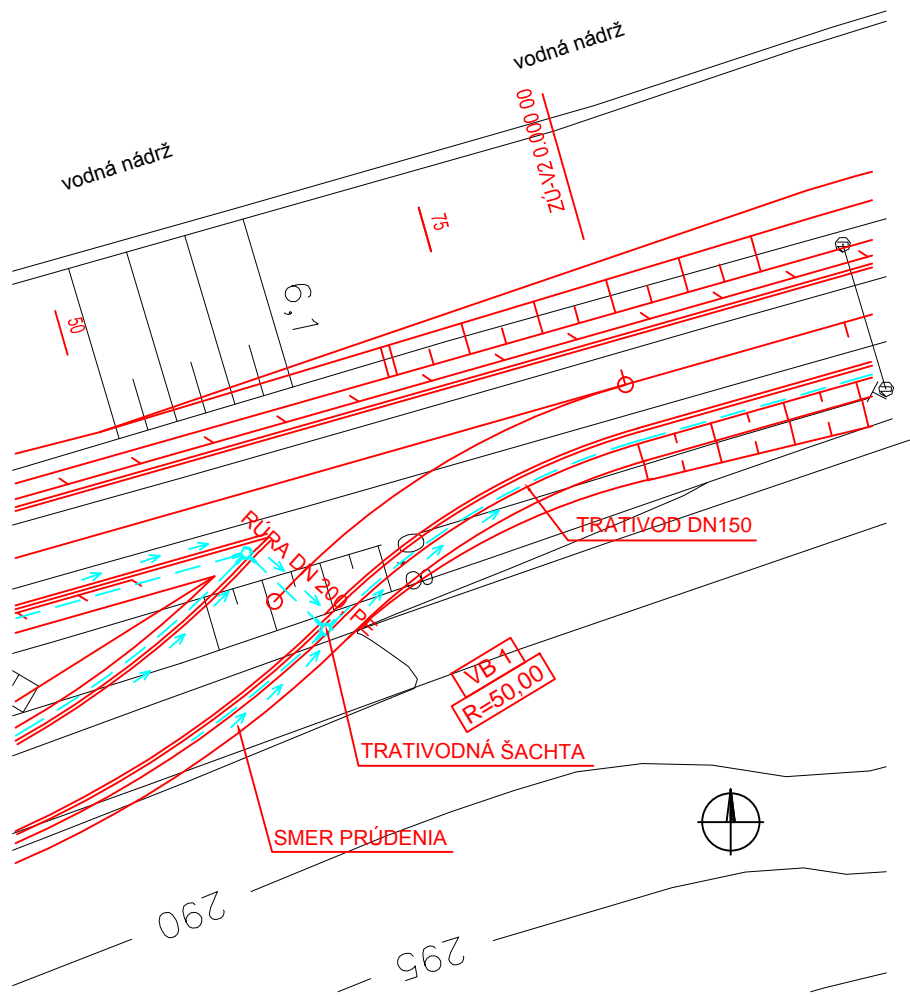 vodná nádrž
vodná nádrž
ZÚ-V2 0.000 00
75
50
6,1
RÚRA DN 200, PE
TRATIVOD DN150
VB 1
R=50,00
TRATIVODNÁ ŠACHTA
SMER PRÚDENIA
290
295